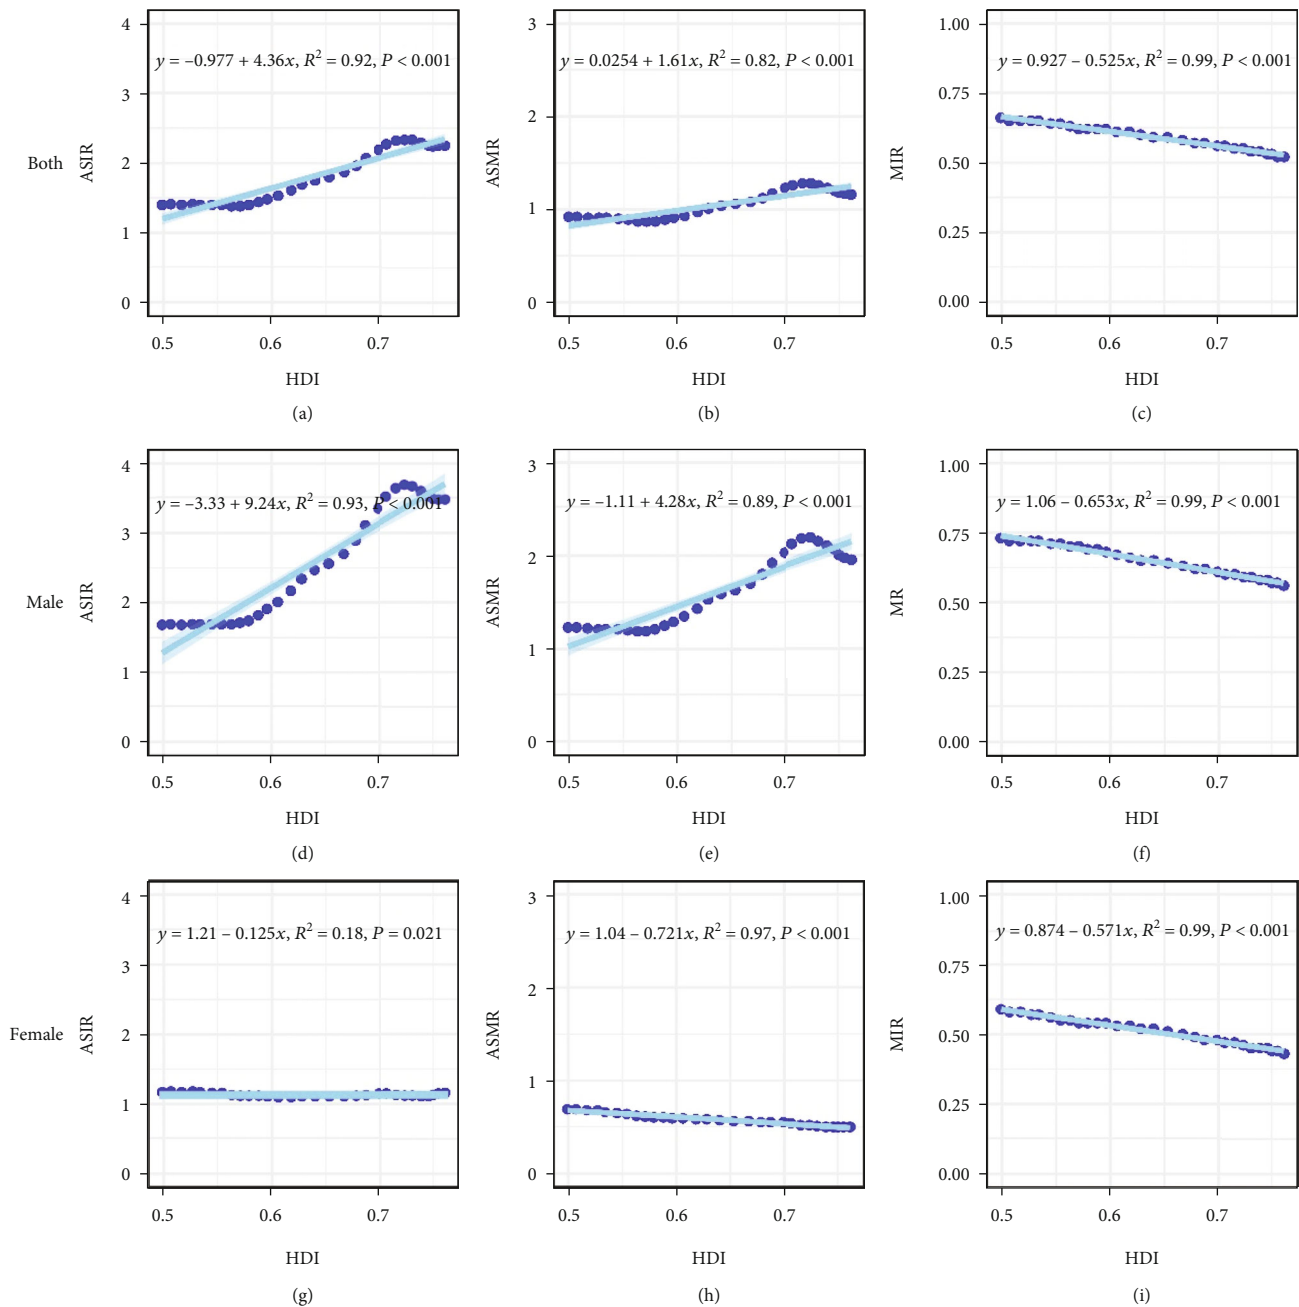 4
3
2
1
0
y = –0.977 + 4.36x, R² = 0.92, P < 0.001
Both
ASIR
0.5 0.6 0.7
HDI
(a)
3
2
1
0
y = 0.0254 + 1.61x, R² = 0.82, P < 0.001
ASMR
0.5 0.6 0.7
HDI
(b)
1.00
0.75
0.50
0.25
0.00
y = 0.927 – 0.525x, R² = 0.99, P < 0.001
MIR
0.5 0.6 0.7
HDI
(c)
4
3
2
1
0
y = –3.33 + 9.24x, R² = 0.93, P < 0.001
Male
ASIR
0.5 0.6 0.7
HDI
(d)
3
2
1
0
y = –1.11 + 4.28x, R² = 0.89, P < 0.001
ASMR
0.5 0.6 0.7
HDI
(e)
1.00
0.75
0.50
0.25
0.00
y = 1.06 – 0.653x, R² = 0.99, P < 0.001
MR
0.5 0.6 0.7
HDI
(f)
4
3
2
1
0
y = 1.21 – 0.125x, R² = 0.18, P = 0.021
Female
ASIR
0.5 0.6 0.7
HDI
(g)
3
2
1
0
y = 1.04 – 0.721x, R² = 0.97, P < 0.001
ASMR
0.5 0.6 0.7
HDI
(h)
1.00
0.75
0.50
0.25
0.00
y = 0.874 – 0.571x, R² = 0.99, P < 0.001
MIR
0.5 0.6 0.7
HDI
(i)